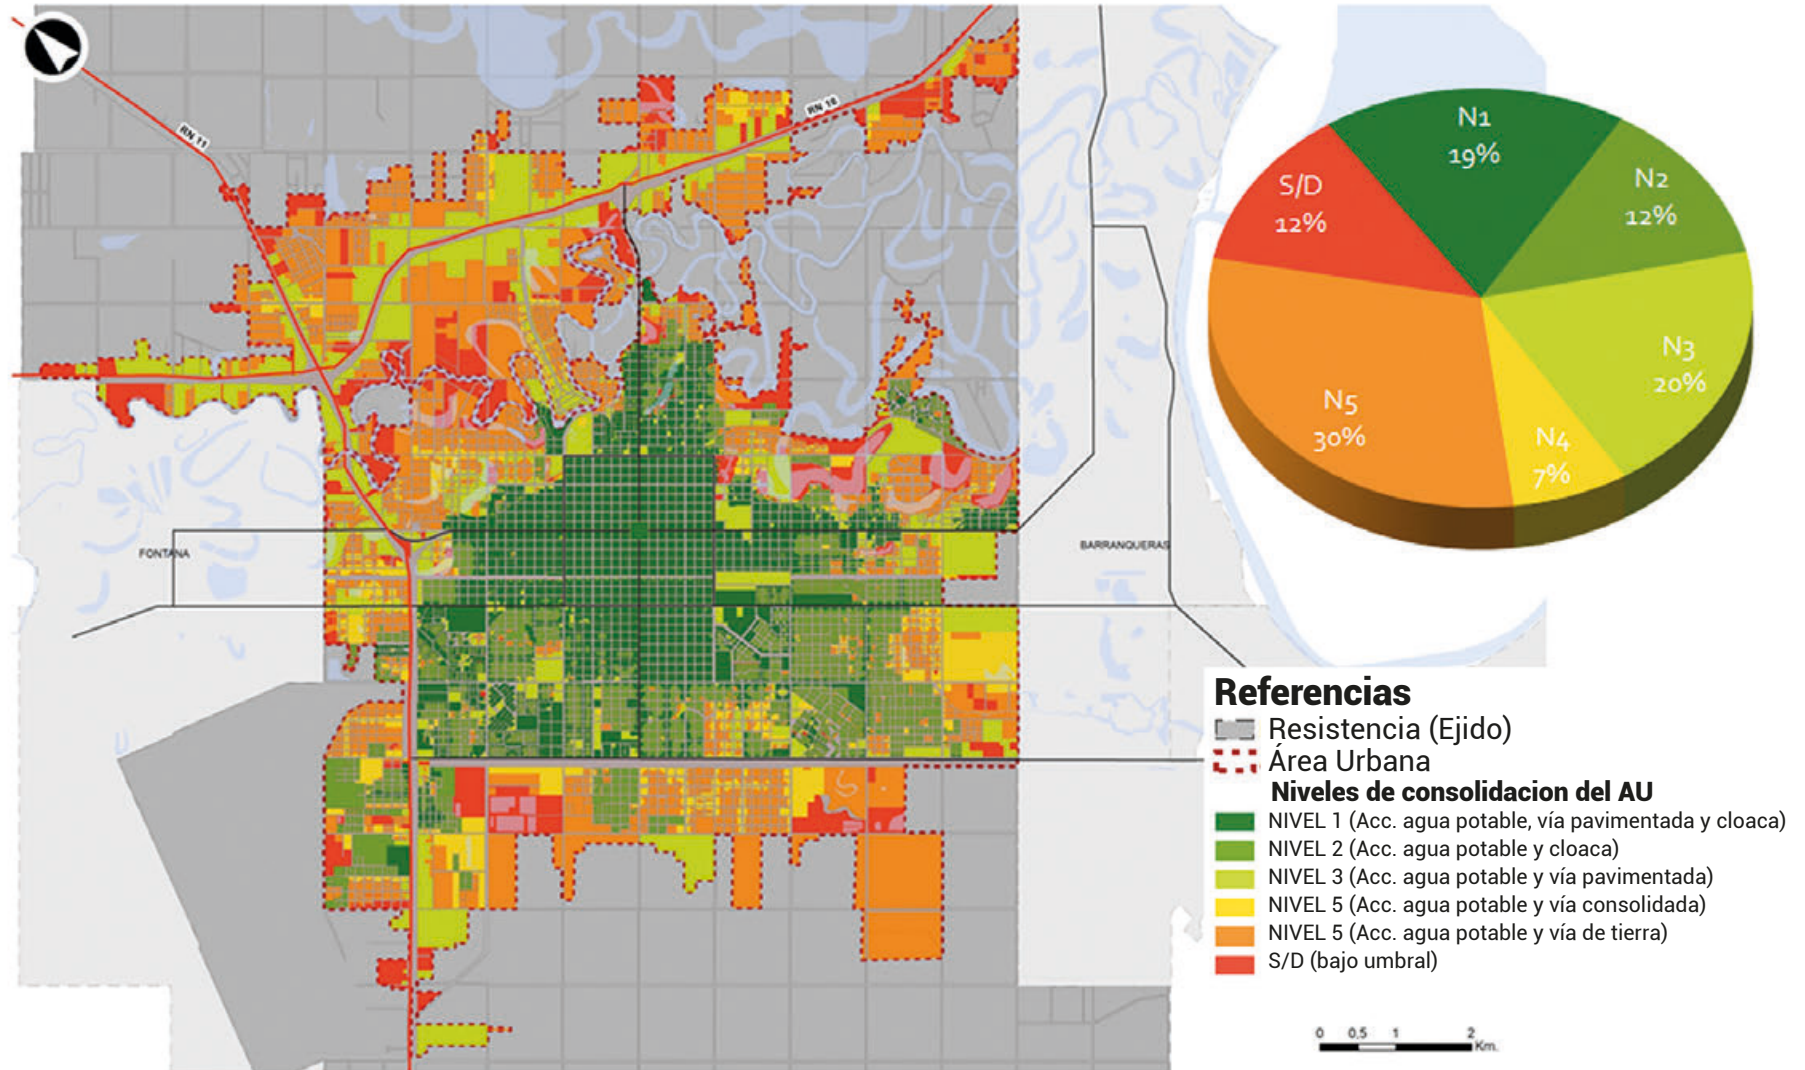 RN 11
RN 16
FONTANA
BARRANQUERAS
N1
19%
N2
12%
N3
20%
N4
7%
N5
30%
S/D
12%
Referencias
Resistencia (Ejido)
Área Urbana
Niveles de consolidacion del AU
NIVEL 1 (Acc. agua potable, vía pavimentada y cloaca)
NIVEL 2 (Acc. agua potable y cloaca)
NIVEL 3 (Acc. agua potable y vía pavimentada)
NIVEL 5 (Acc. agua potable y vía consolidada)
NIVEL 5 (Acc. agua potable y vía de tierra)
S/D (bajo umbral)
0 0,5 1 2
Km.